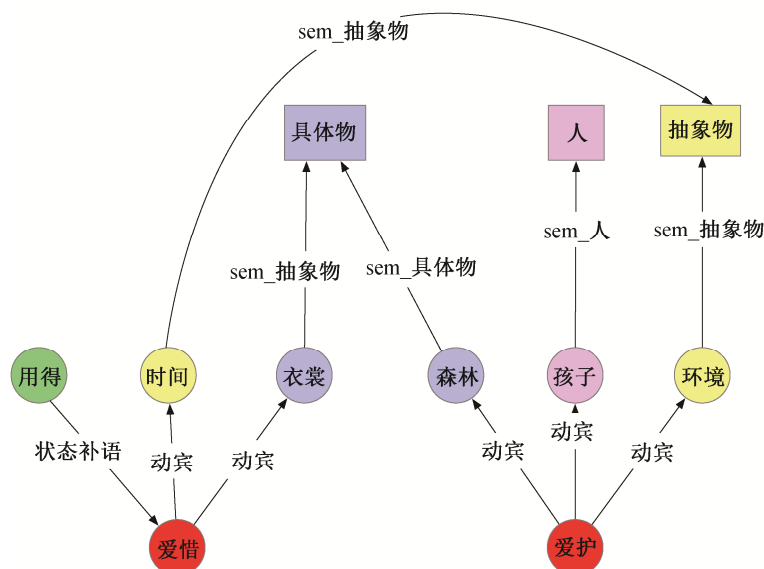 sem_抽象物
具体物
人
抽象物
sem_人
sem_抽象物
sem_抽象物
sem_具体物
用得
时间
衣裳
森林
孩子
环境
状态补语
动宾
动宾
动宾
动宾
动宾
爱惜
爱护